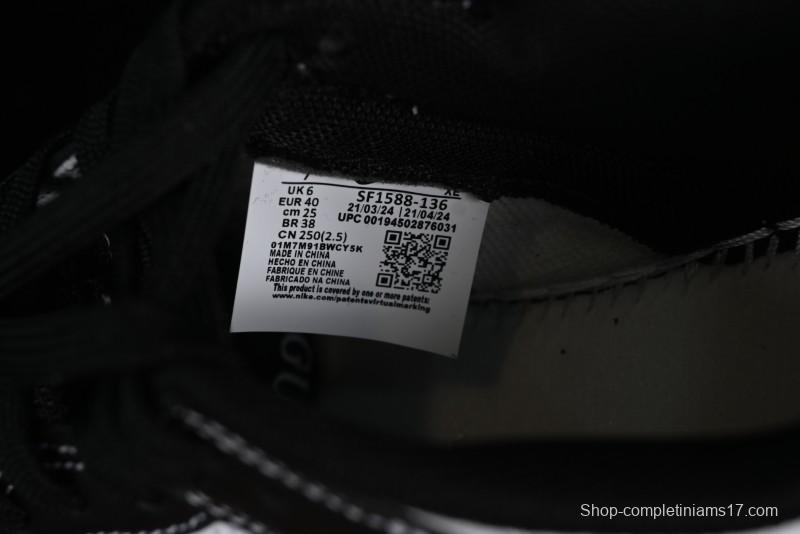 XE
UK 6
EUR 40
cm 25
BR 38
CN 250(2.5)
SF1588-136
21/03/24 | 21/04/24
UPC 00194502876031
01M7M91BWCY5K
MADE IN CHINA
HECHO EN CHINA
FABRIQUE EN CHINE
FABRICADO NA CHINA
This product is covered by one or more patents:
www.nike.com/patentsvirtualmarking
GU
Shop-completiniams17.com